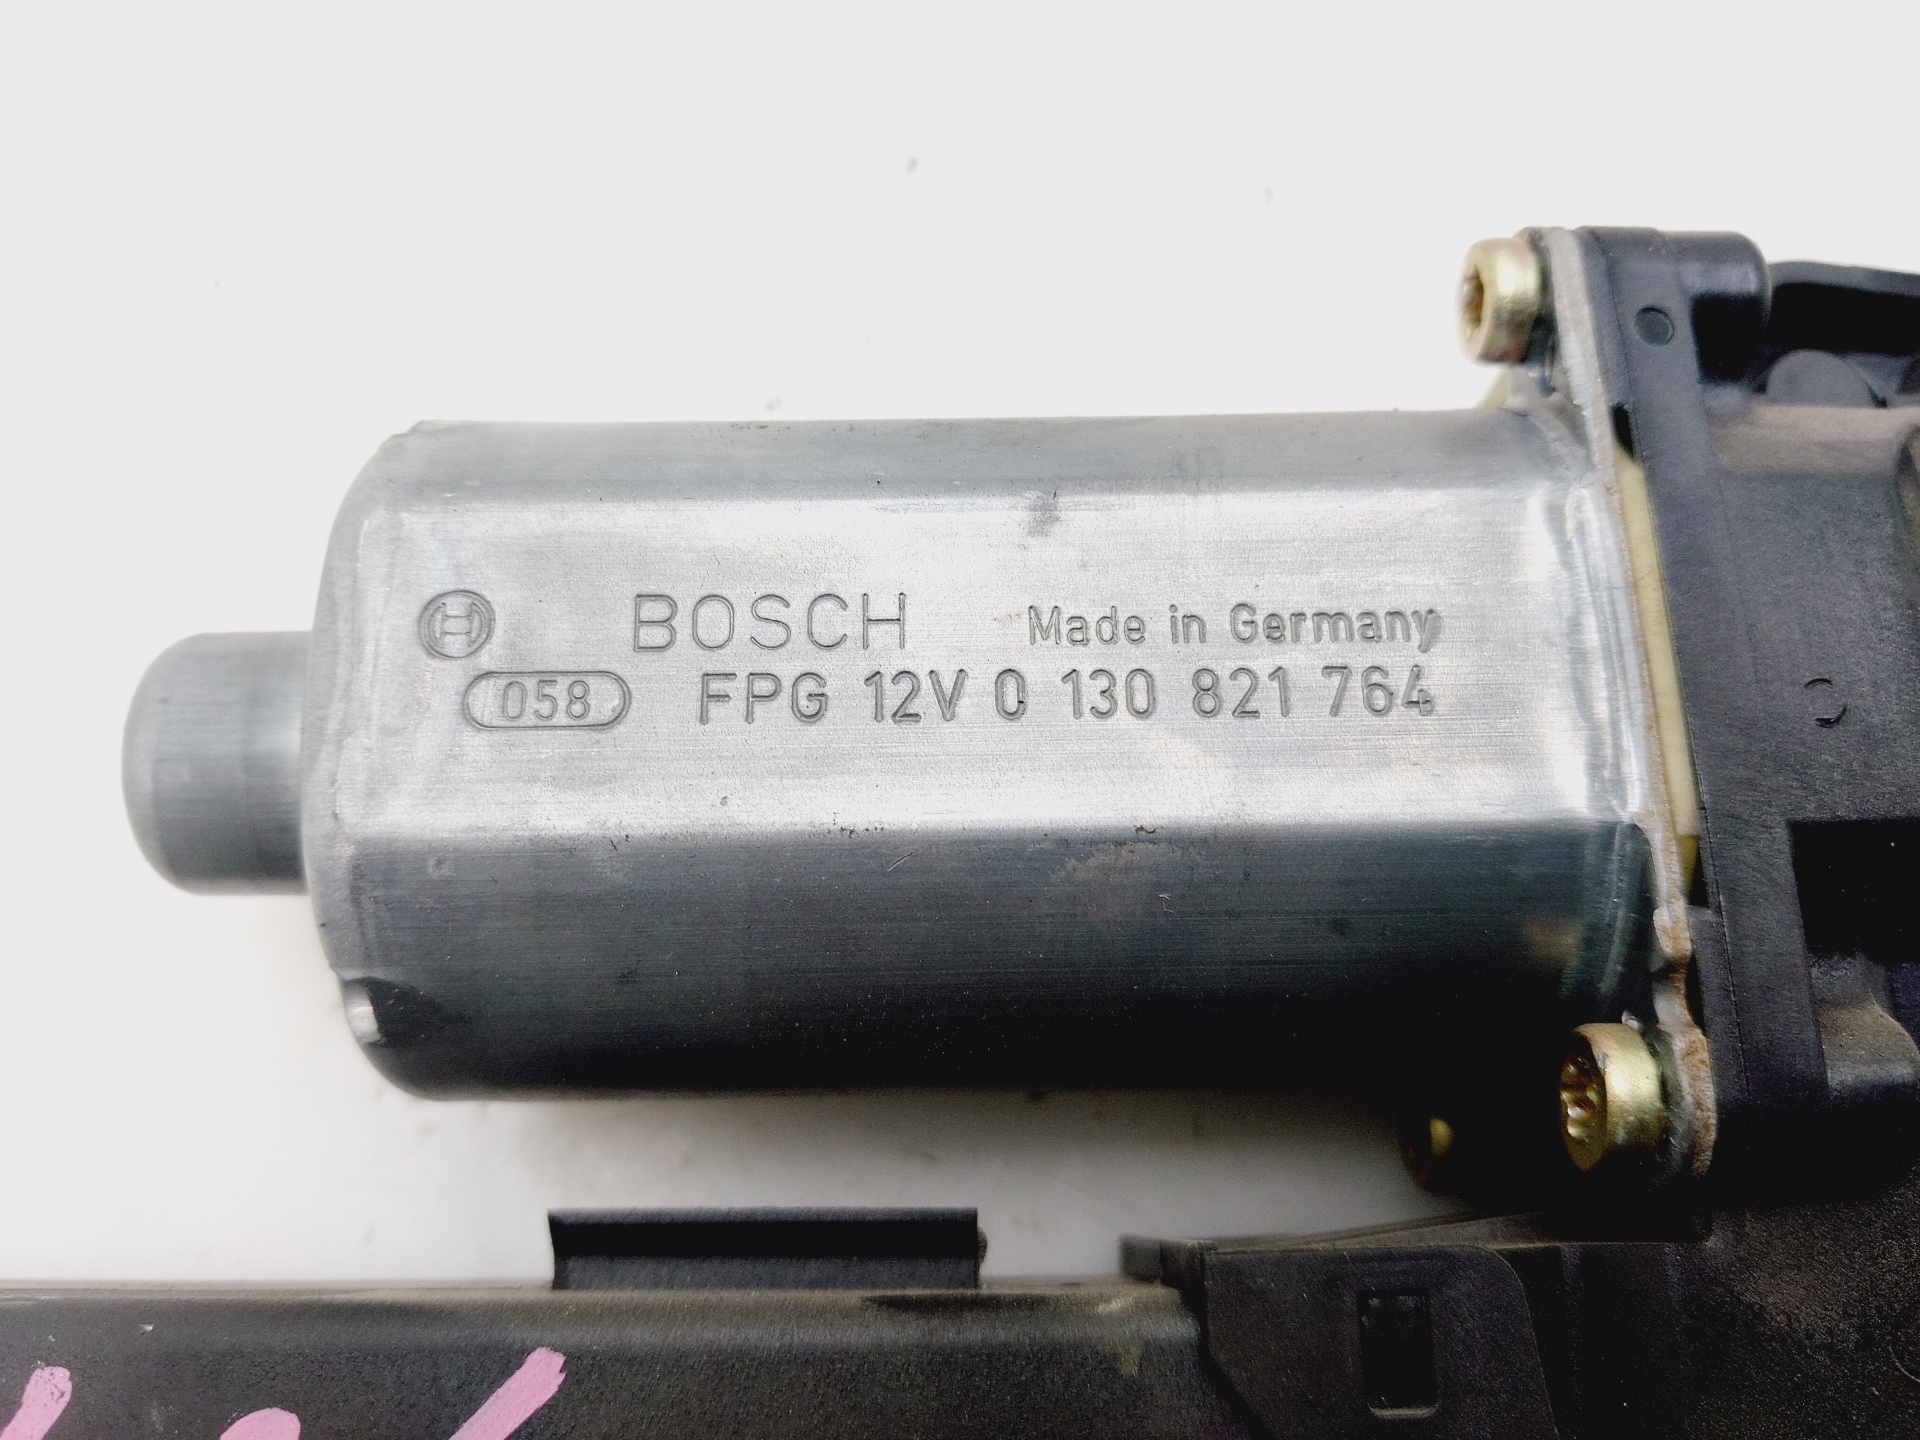 BOSCH Made in Germany
058 FPG 12V 0 130 821 764